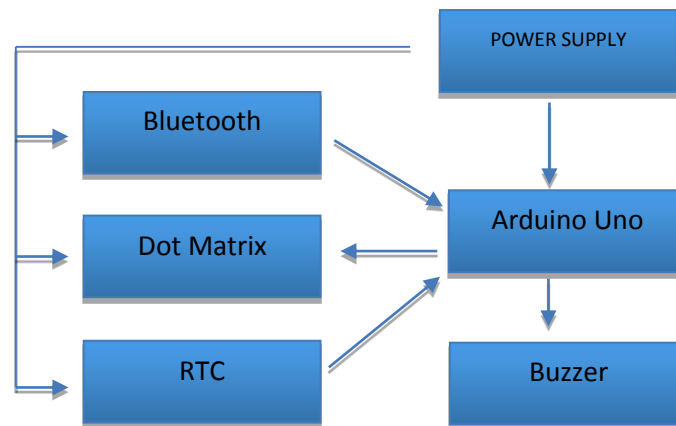 POWER SUPPLY
Bluetooth
Arduino Uno
Dot Matrix
RTC
Buzzer